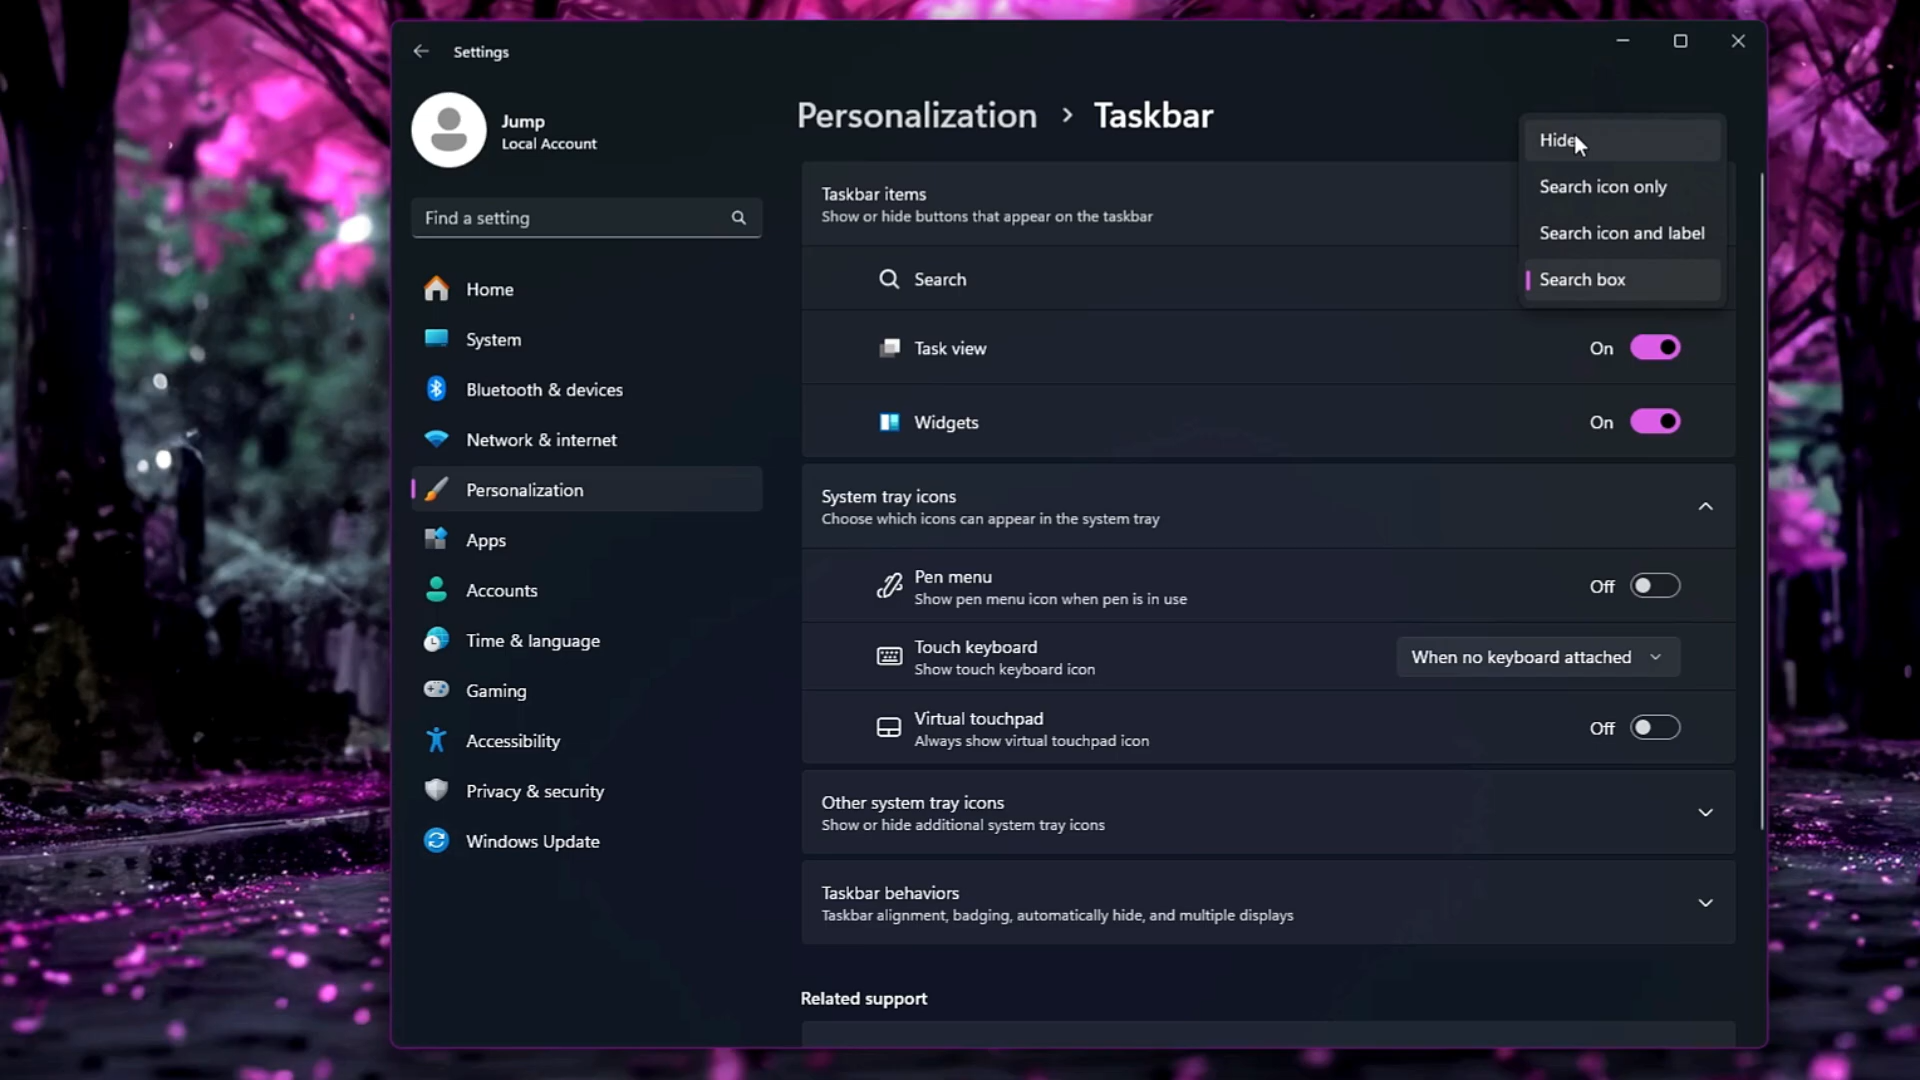 Settings
Jump
Local Account
Find a setting
Home
System
Bluetooth & devices
Network & internet
Personalization
Apps
Accounts
Time & language
Gaming
Accessibility
Privacy & security
Windows Update
Personalization > Taskbar
Taskbar items
Show or hide buttons that appear on the taskbar
Hide
Search icon only
Search icon and label
Search box
Search
Task view
On
Widgets
On
System tray icons
Choose which icons can appear in the system tray
Pen menu
Show pen menu icon when pen is in use
Off
Touch keyboard
Show touch keyboard icon
When no keyboard attached
Virtual touchpad
Always show virtual touchpad icon
Off
Other system tray icons
Show or hide additional system tray icons
Taskbar behaviors
Taskbar alignment, badging, automatically hide, and multiple displays
Related support